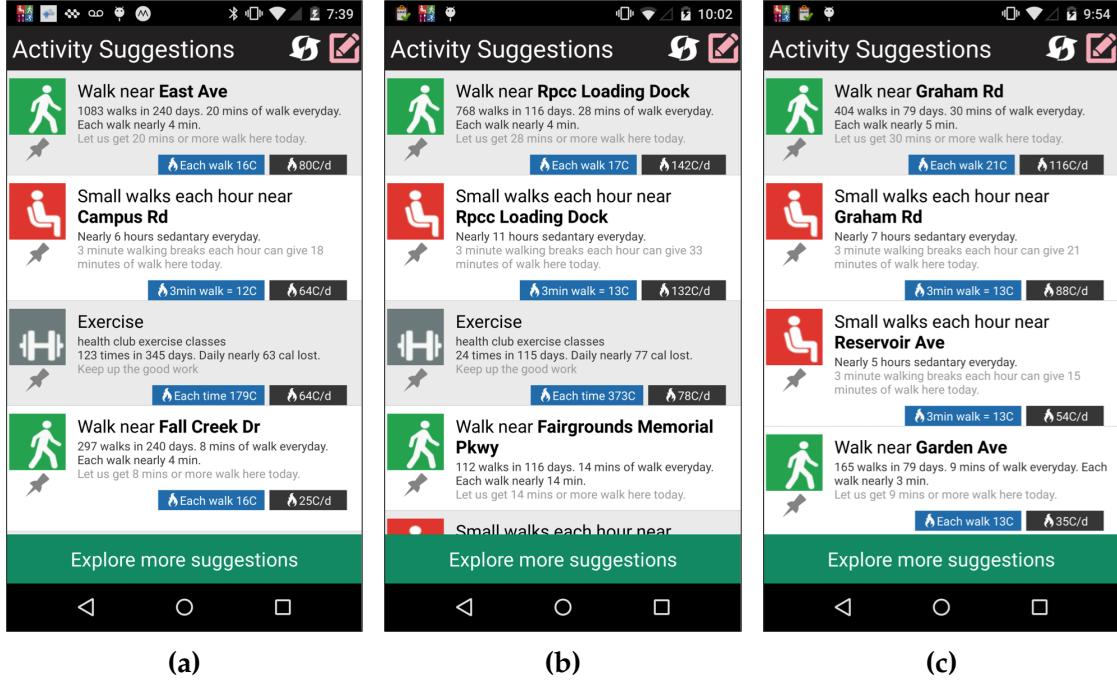 7:39
Activity Suggestions
Walk near East Ave
1083 walks in 240 days. 20 mins of walk everyday.
Each walk nearly 4 min.
Let us get 20 mins or more walk here today.
Each walk 16C
80C/d
Small walks each hour near
Campus Rd
Nearly 6 hours sedantary everyday.
3 minute walking breaks each hour can give 18
minutes of walk here today.
3min walk = 12C
64C/d
Exercise
health club exercise classes
123 times in 345 days. Daily nearly 63 cal lost.
Keep up the good work
Each time 179C
64C/d
Walk near Fall Creek Dr
297 walks in 240 days. 8 mins of walk everyday.
Each walk nearly 4 min.
Let us get 8 mins or more walk here today.
Each walk 16C
25C/d
Explore more suggestions
(a)
10:02
Activity Suggestions
Walk near Rpcc Loading Dock
768 walks in 116 days. 28 mins of walk everyday.
Each walk nearly 4 min.
Let us get 28 mins or more walk here today.
Each walk 17C
142C/d
Small walks each hour near
Rpcc Loading Dock
Nearly 11 hours sedantary everyday.
3 minute walking breaks each hour can give 33
minutes of walk here today.
3min walk = 13C
132C/d
Exercise
health club exercise classes
24 times in 115 days. Daily nearly 77 cal lost.
Keep up the good work
Each time 373C
78C/d
Walk near Fairgrounds Memorial
Pkwy
112 walks in 116 days. 14 mins of walk everyday.
Each walk nearly 14 min.
Let us get 14 mins or more walk here today.
Small walks each hour near
Explore more suggestions
(b)
9:54
Activity Suggestions
Walk near Graham Rd
404 walks in 79 days. 30 mins of walk everyday.
Each walk nearly 5 min.
Let us get 30 mins or more walk here today.
Each walk 21C
116C/d
Small walks each hour near
Graham Rd
Nearly 7 hours sedantary everyday.
3 minute walking breaks each hour can give 21
minutes of walk here today.
3min walk = 13C
88C/d
Small walks each hour near
Reservoir Ave
Nearly 5 hours sedantary everyday.
3 minute walking breaks each hour can give 15
minutes of walk here today.
3min walk = 13C
54C/d
Walk near Garden Ave
165 walks in 79 days. 9 mins of walk everyday. Each
walk nearly 3 min.
Let us get 9 mins or more walk here today.
Each walk 13C
35C/d
Explore more suggestions
(c)